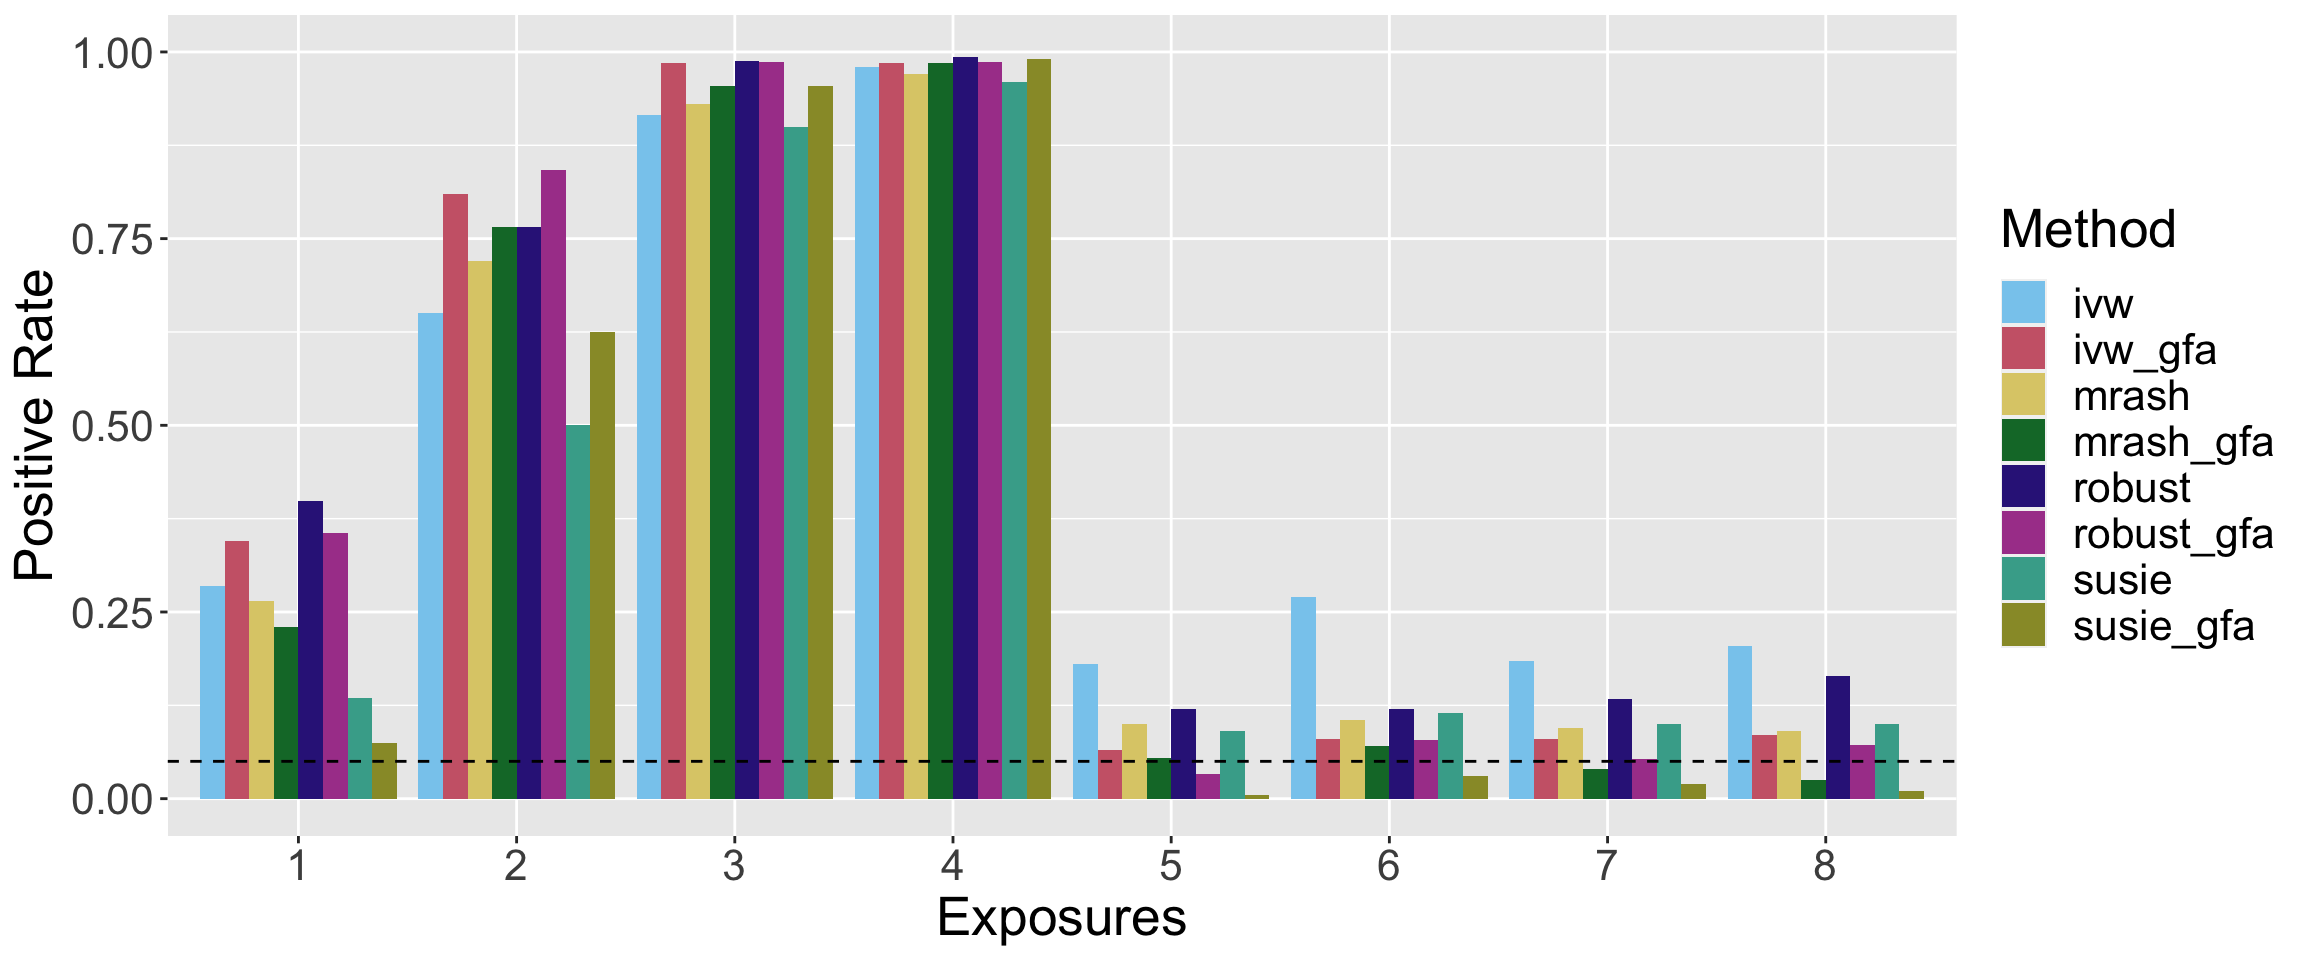 Positive Rate
1.00
0.75
0.50
0.25
0.00
1 2 3 4 5 6 7 8
Exposures
Method
ivw
ivw_gfa
mrash
mrash_gfa
robust
robust_gfa
susie
susie_gfa